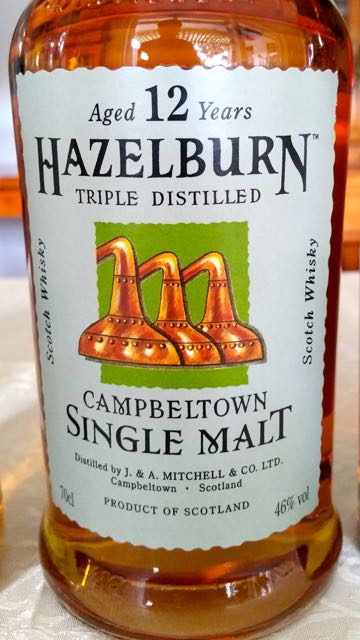 Aged 12 Years
HAZELBURN™
TRIPLE DISTILLED
Scotch Whisky
Scotch Whisky
CAMPBELTOWN
SINGLE MALT
Distilled by J. & A. MITCHELL & CO. LTD.
Campbeltown · Scotland
70cl
PRODUCT OF SCOTLAND
46% vol